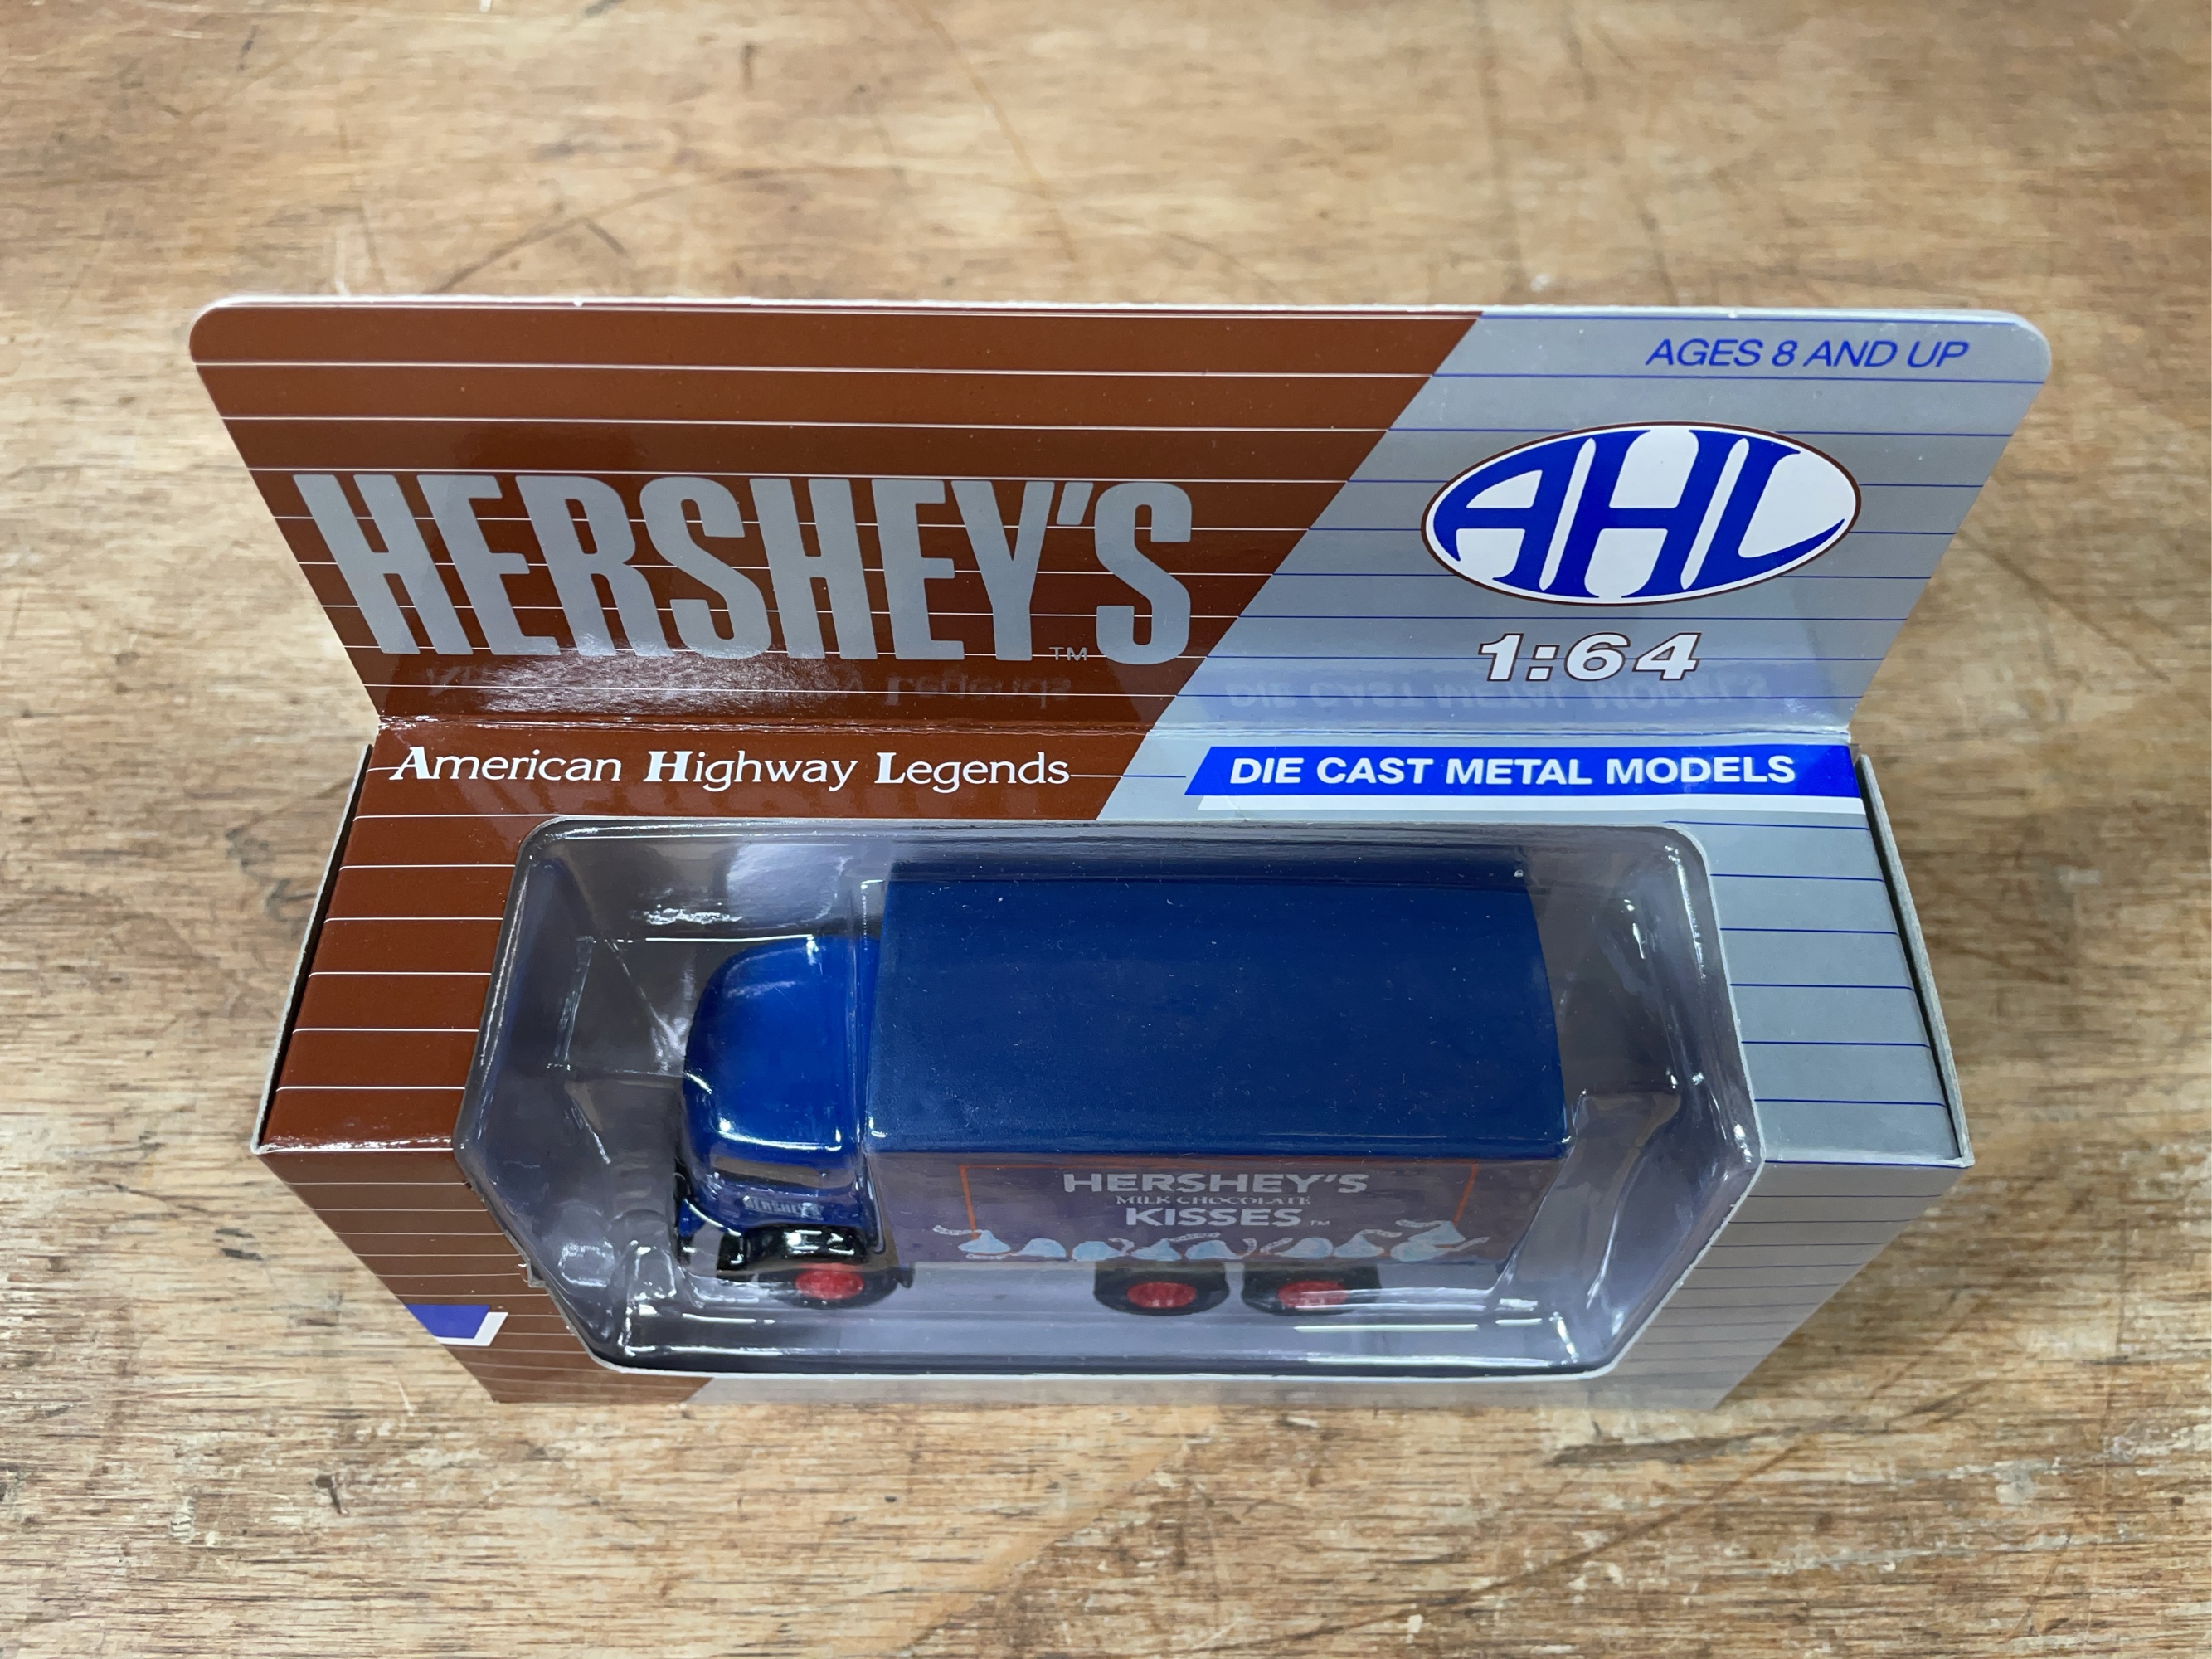 AGES 8 AND UP
HERSHEY'S
TM
AHL
1:64
American Highway Legends
DIE CAST METAL MODELS
HERSHEY'S
MILK CHOCOLATE
KISSES TM
HERSHEY'S